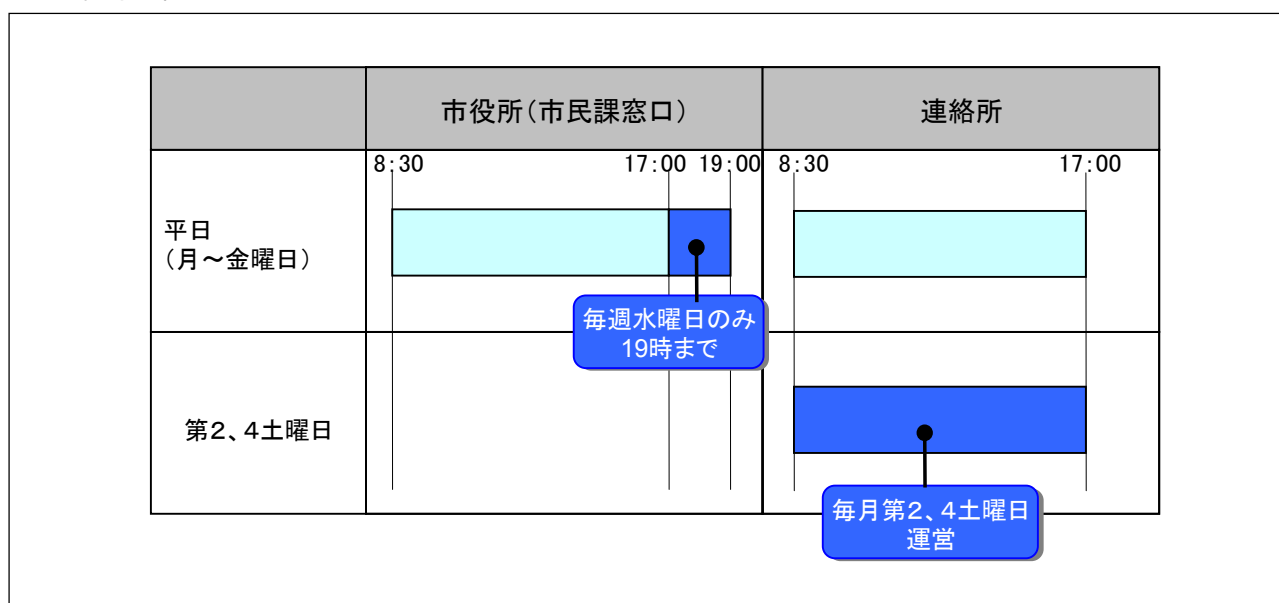 市役所（市民課窓口）
連絡所
8:30 17:00 19:00 8:30 17:00
平日
（月～金曜日）
毎週水曜日のみ
19時まで
第２、４土曜日
毎月第２、４土曜日
運営